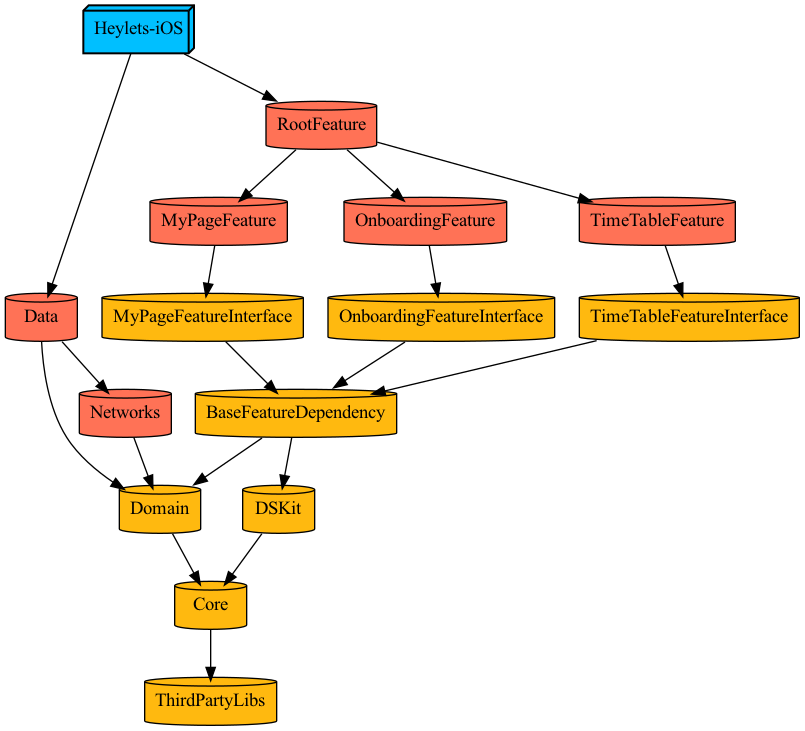 Heylets-iOS
RootFeature
MyPageFeature
OnboardingFeature
TimeTableFeature
Data
MyPageFeatureInterface
OnboardingFeatureInterface
TimeTableFeatureInterface
Networks
BaseFeatureDependency
Domain
DSKit
Core
ThirdPartyLibs